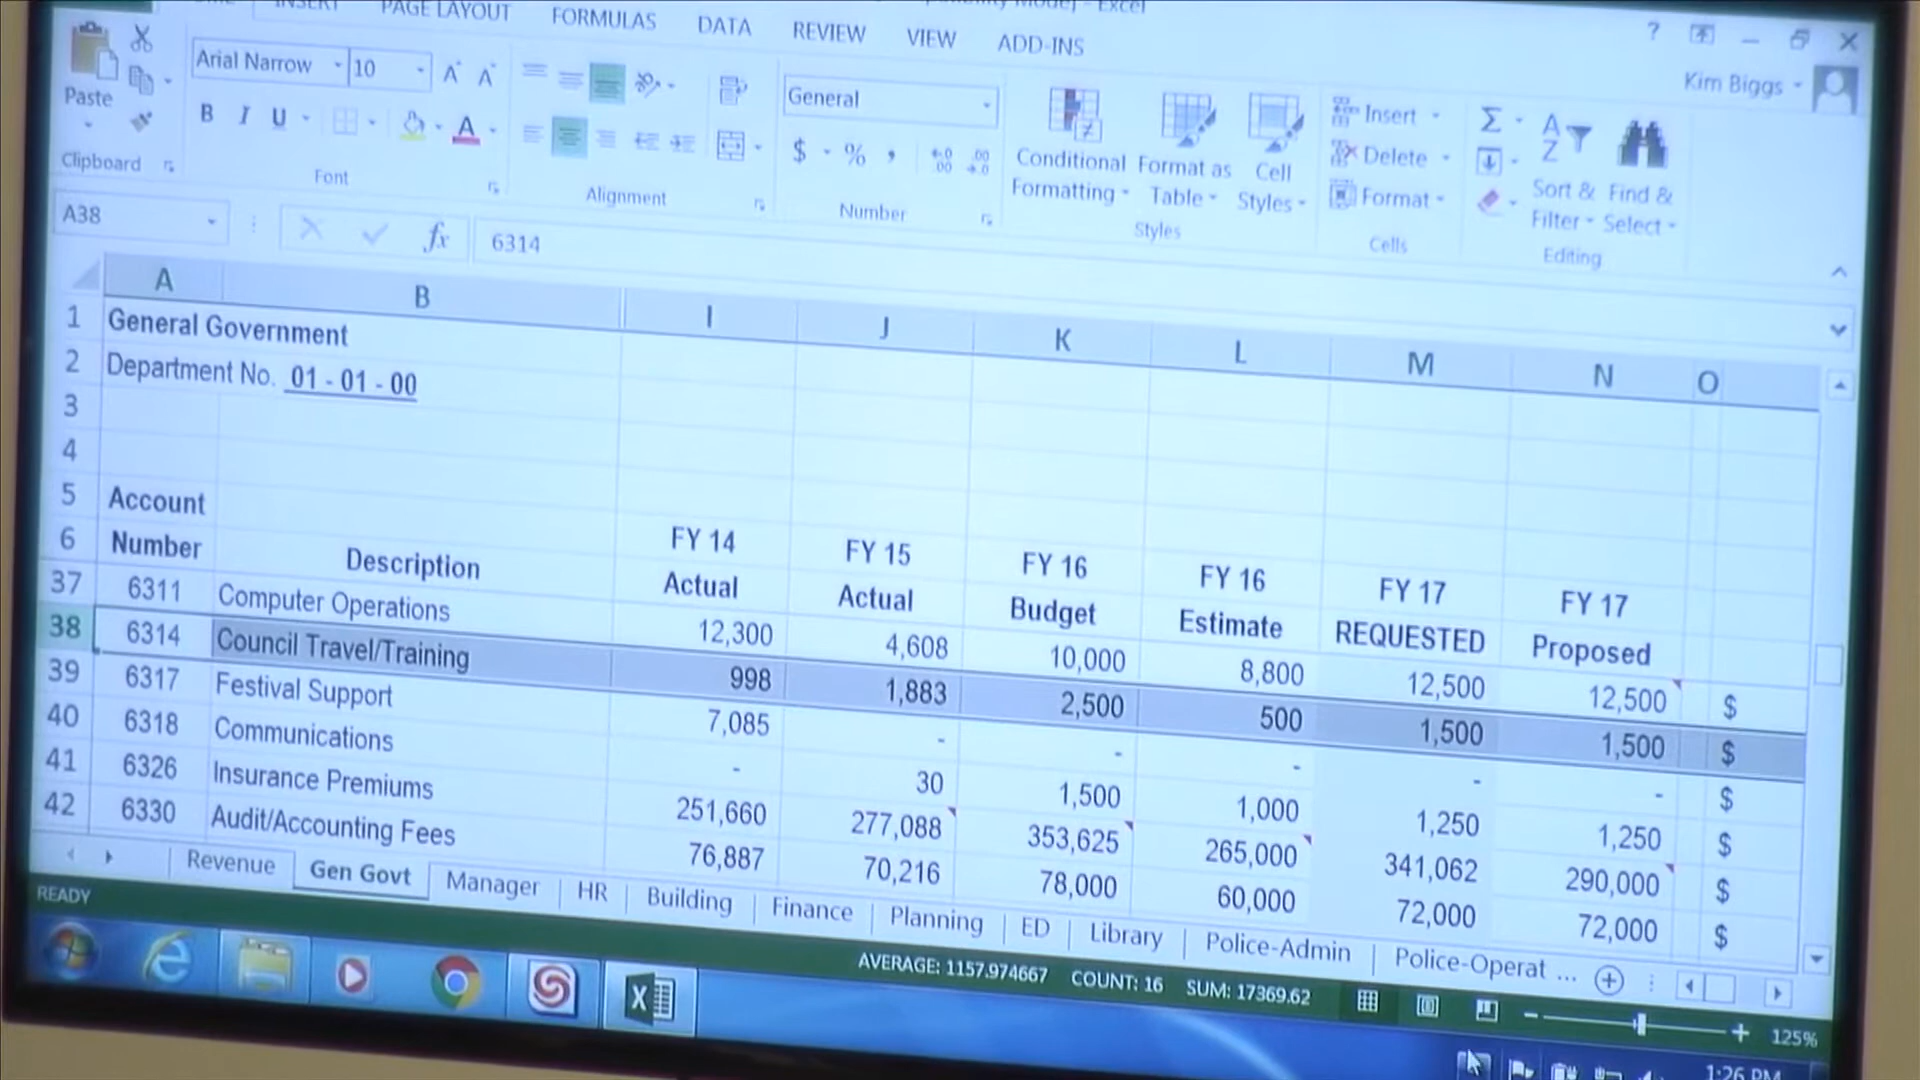 INSERT PAGE LAYOUT FORMULAS DATA REVIEW VIEW ADD-INS
Excel
? 
Kim Biggs
Paste
Clipboard
Arial Narrow 10
B I U A
Font
Alignment
General
$ % ,
Number
Conditional Formatting
Format as Table
Cell Styles
Styles
Insert
Delete
Format
Cells
Sort & Filter
Find & Select
Editing
A38
fx 6314
A B I J K L M N O
1 General Government
2 Department No. 01 - 01 - 00
3
4
5 Account
6 Number Description FY 14 Actual FY 15 Actual FY 16 Budget FY 16 Estimate FY 17 REQUESTED FY 17 Proposed
37 6311 Computer Operations 12,300 4,608 10,000 8,800 12,500 12,500 $
38 6314 Council Travel/Training 998 1,883 2,500 500 1,500 1,500 $
39 6317 Festival Support 7,085 - - - - - $
40 6318 Communications - 30 1,500 1,000 1,250 1,250 $
41 6326 Insurance Premiums 251,660 277,088 353,625 265,000 341,062 290,000 $
42 6330 Audit/Accounting Fees 76,887 70,216 78,000 60,000 72,000 72,000 $
Revenue Gen Govt Manager HR Building Finance Planning ED Library Police-Admin Police-Operat ...
READY
AVERAGE: 1157.974667 COUNT: 16 SUM: 17369.62
125%
1:26 PM